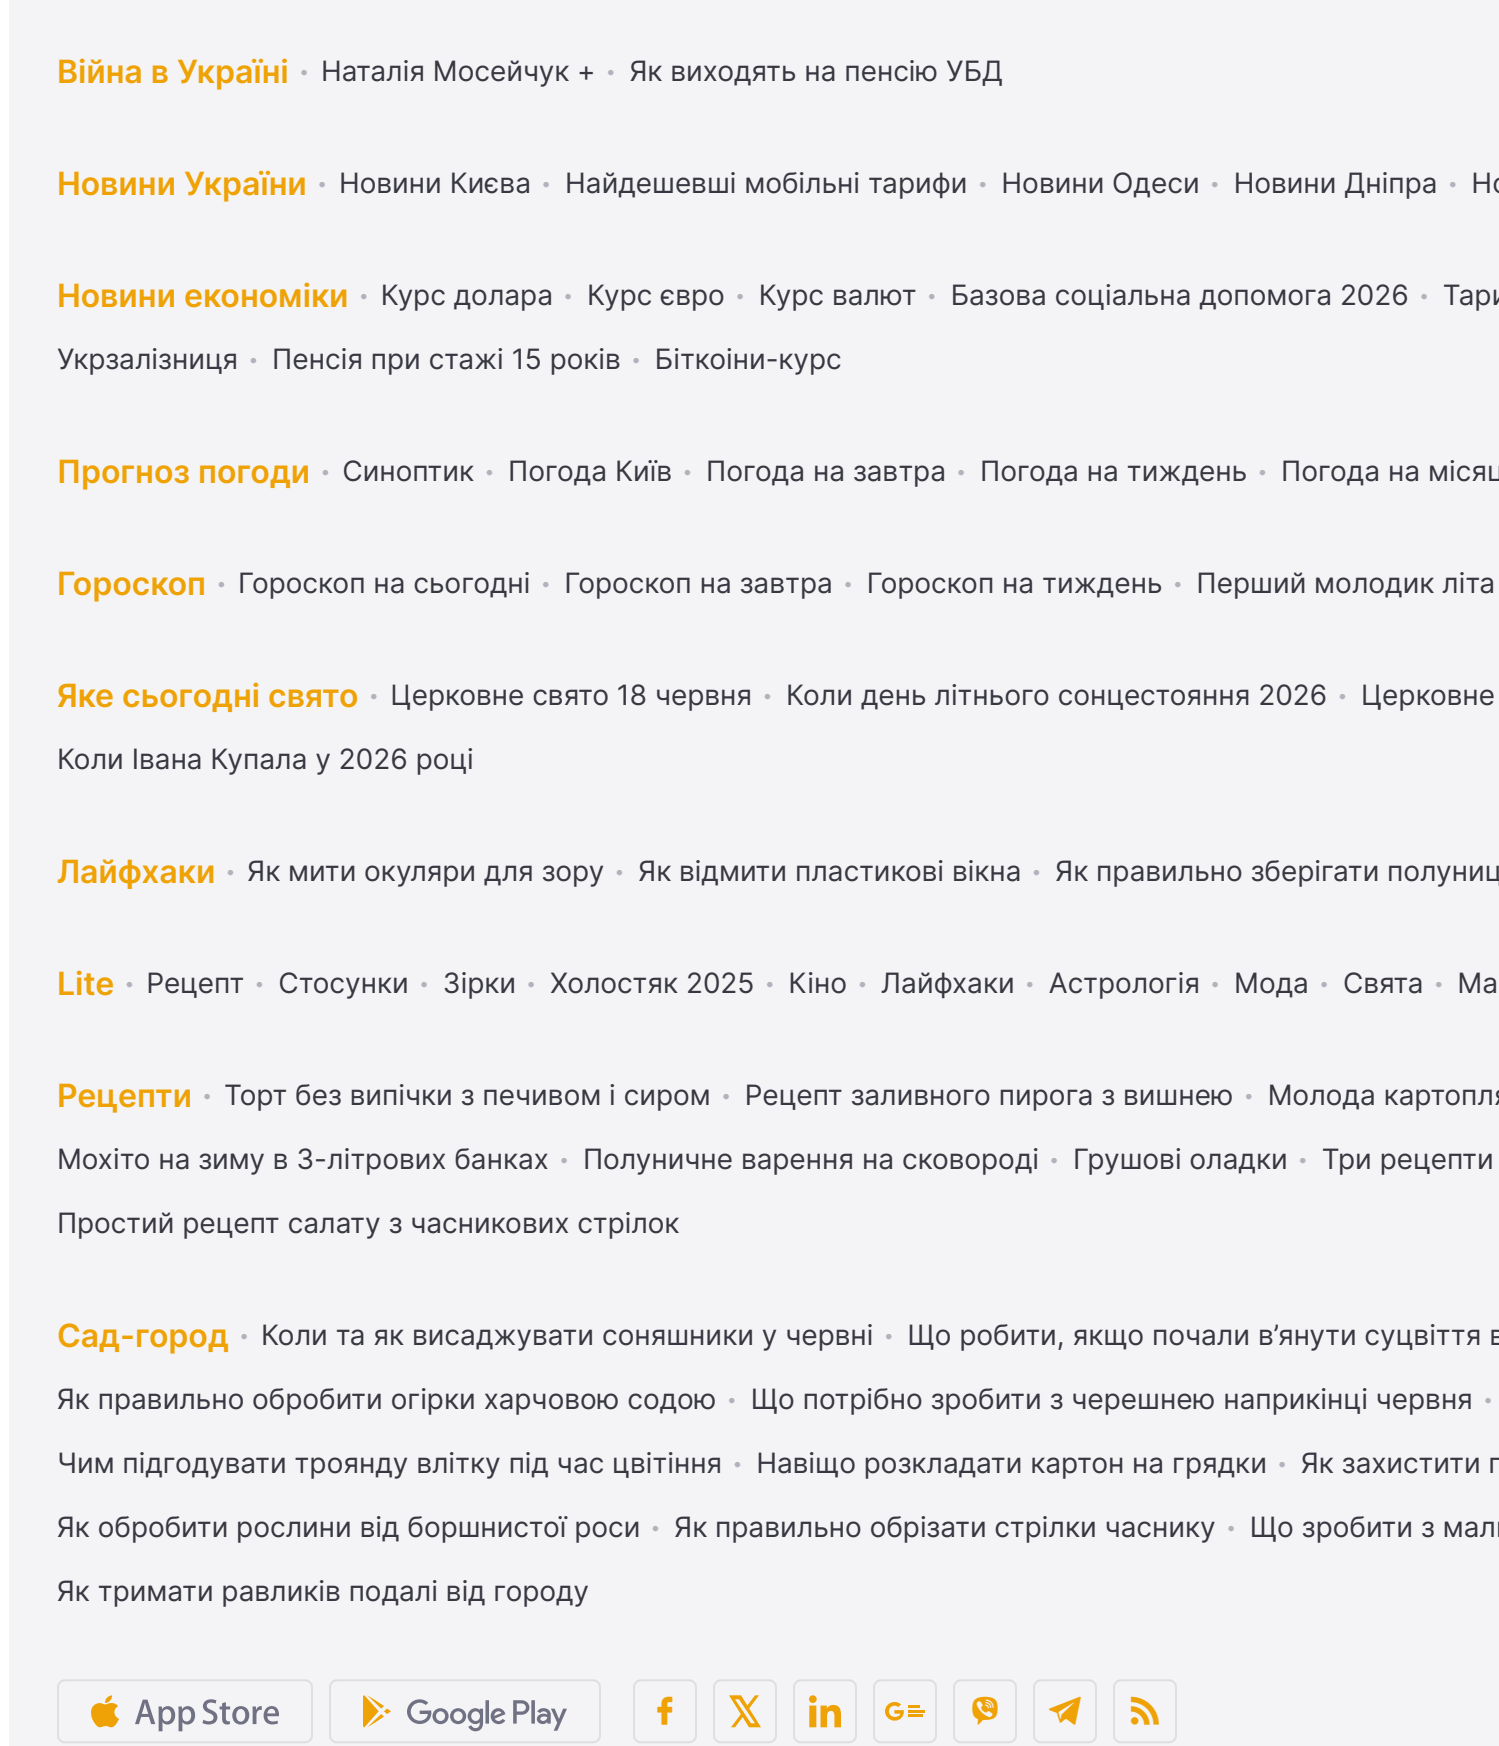 Війна в Україні • Наталія Мосейчук + • Як виходять на пенсію УБД
Новини України • Новини Києва • Найдешевші мобільні тарифи • Новини Одеси • Новини Дніпра •
Новини економіки • Курс долара • Курс євро • Курс валют • Базова соціальна допомога 2026 •
Укрзалізниця • Пенсія при стажі 15 років • Біткоіни-курс
Прогноз погоди • Синоптик • Погода Київ • Погода на завтра • Погода на тиждень • Погода на
Гороскоп • Гороскоп на сьогодні • Гороскоп на завтра • Гороскоп на тиждень • Перший молодик літа
Яке сьогодні свято • Церковне свято 18 червня • Коли день літнього сонцестояння 2026 • Церковне
Коли Івана Купала у 2026 році
Лайфхаки • Як мити окуляри для зору • Як відмити пластикові вікна • Як правильно зберігати
Lite • Рецепт • Стосунки • Зірки • Холостяк 2025 • Кіно • Лайфхаки • Астрологія • Мода • Свята •
Рецепти • Торт без випічки з печивом і сиром • Рецепт заливного пирога з вишнею • Молода картопля
Мохіто на зиму в 3-літрових банках • Полуничне варення на сковороді • Грушові оладки • Три рецепти
Простий рецепт салату з часникових стрілок
Сад-город • Коли та як висаджувати соняшники у червні • Що робити, якщо почали в’янути суцвіття
Як правильно обробити огірки харчовою содою • Що потрібно зробити з черешнею наприкінці червня •
Чим підгодувати троянду влітку під час цвітіння • Навіщо розкладати картон на грядки • Як захистити
Як обробити рослини від боршнистої роси • Як правильно обрізати стрілки часнику • Що зробити з
Як тримати равликів подалі від городу
App Store Google Play